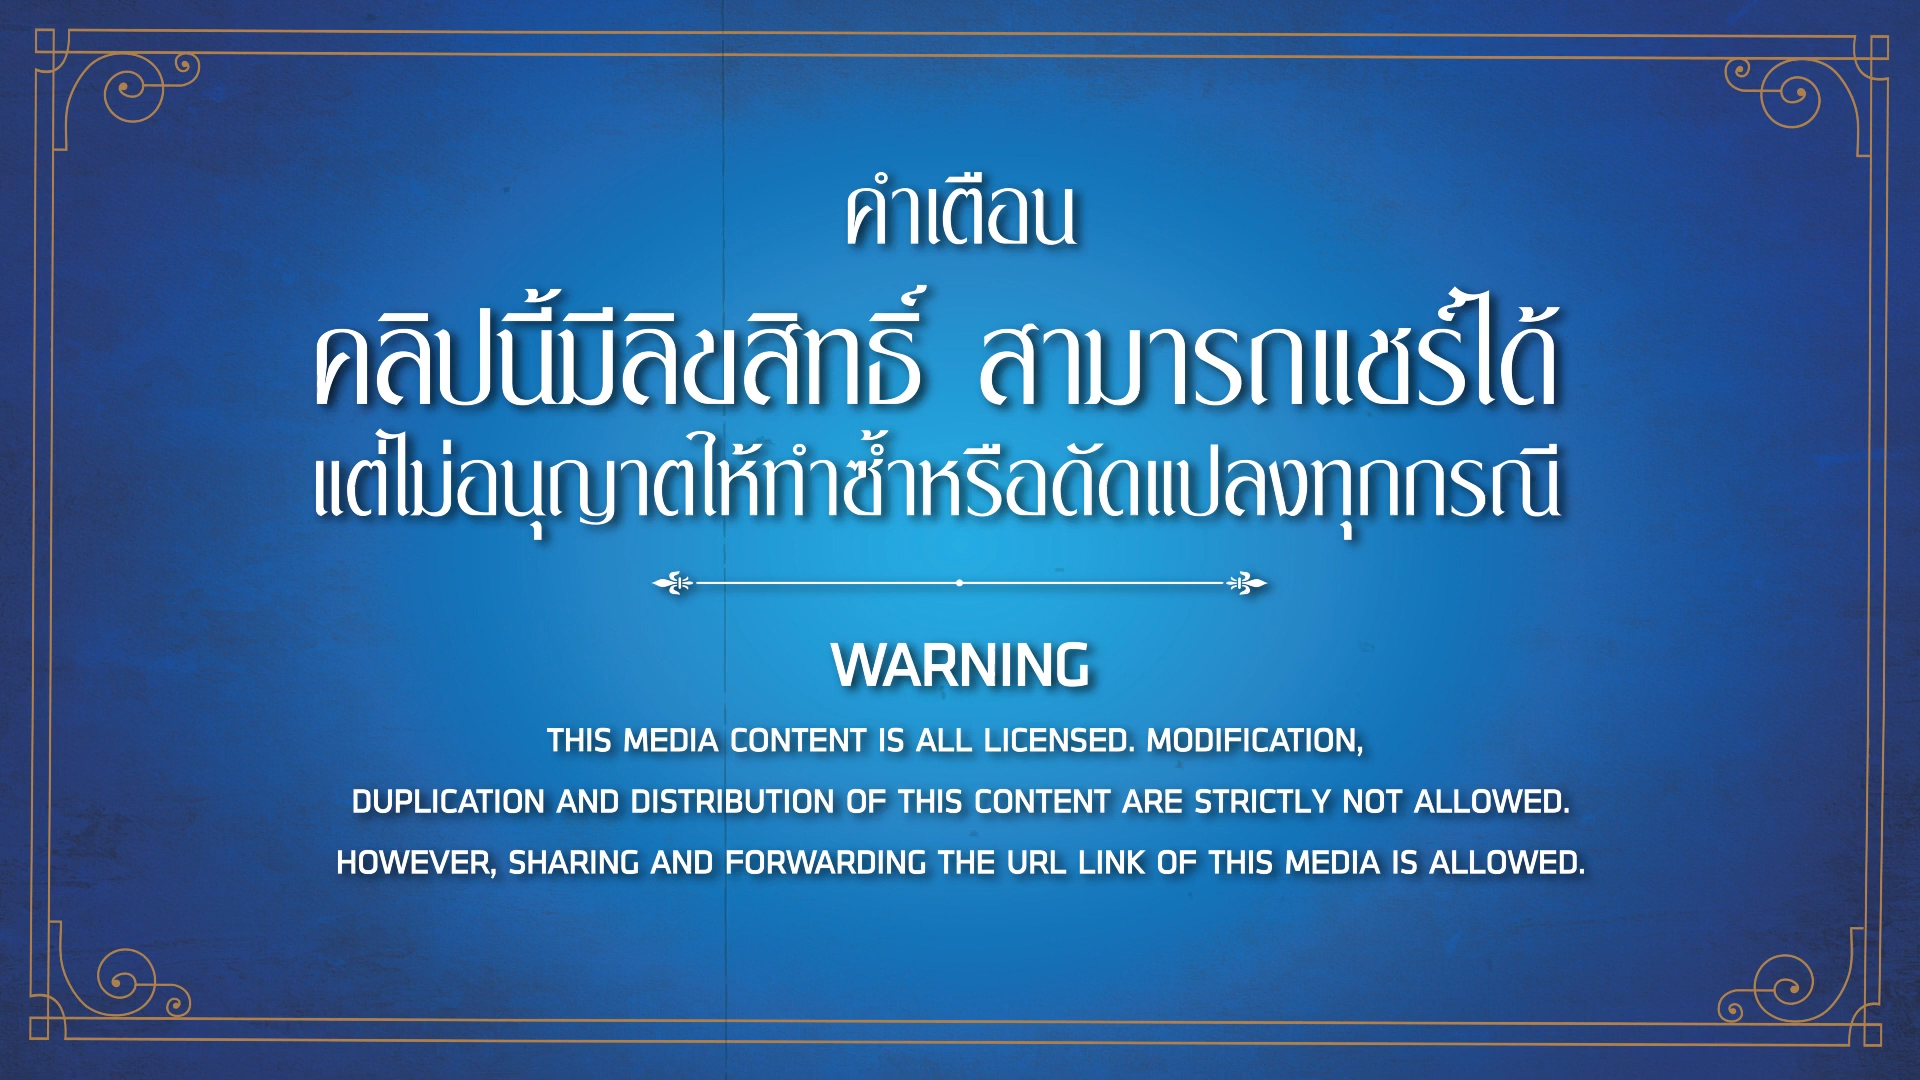 คำเตือน
คลิปนี้มีลิขสิทธิ์ สามารถแชร์ได้
แต่ไม่อนุญาตให้ทำซ้ำหรือดัดแปลงทุกกรณี
WARNING
THIS MEDIA CONTENT IS ALL LICENSED. MODIFICATION,
DUPLICATION AND DISTRIBUTION OF THIS CONTENT ARE STRICTLY NOT ALLOWED.
HOWEVER, SHARING AND FORWARDING THE URL LINK OF THIS MEDIA IS ALLOWED.